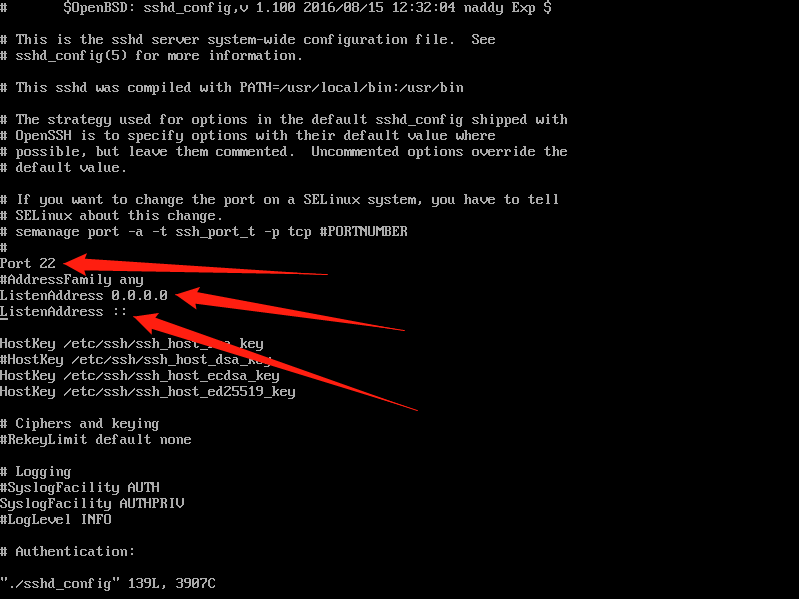 #       $OpenBSD: sshd_config,v 1.100 2016/08/15 12:32:04 naddy Exp $
# This is the sshd server system-wide configuration file.  See
# sshd_config(5) for more information.
# This sshd was compiled with PATH=/usr/local/bin:/usr/bin
# The strategy used for options in the default sshd_config shipped with
# OpenSSH is to specify options with their default value where
# possible, but leave them commented.  Uncommented options override the
# default value.
# If you want to change the port on a SELinux system, you have to tell
# SELinux about this change.
# semanage port -a -t ssh_port_t -p tcp #PORTNUMBER
#
Port 22
#AddressFamily any
ListenAddress 0.0.0.0
ListenAddress ::
HostKey /etc/ssh/ssh_host_ _key
#HostKey /etc/ssh/ssh_host_dsa_key
HostKey /etc/ssh/ssh_host_ecdsa_key
HostKey /etc/ssh/ssh_host_ed25519_key
# Ciphers and keying
#RekeyLimit default none
# Logging
#SyslogFacility AUTH
SyslogFacility AUTHPRIV
#LogLevel INFO
# Authentication:
"./sshd_config" 139L, 3907C